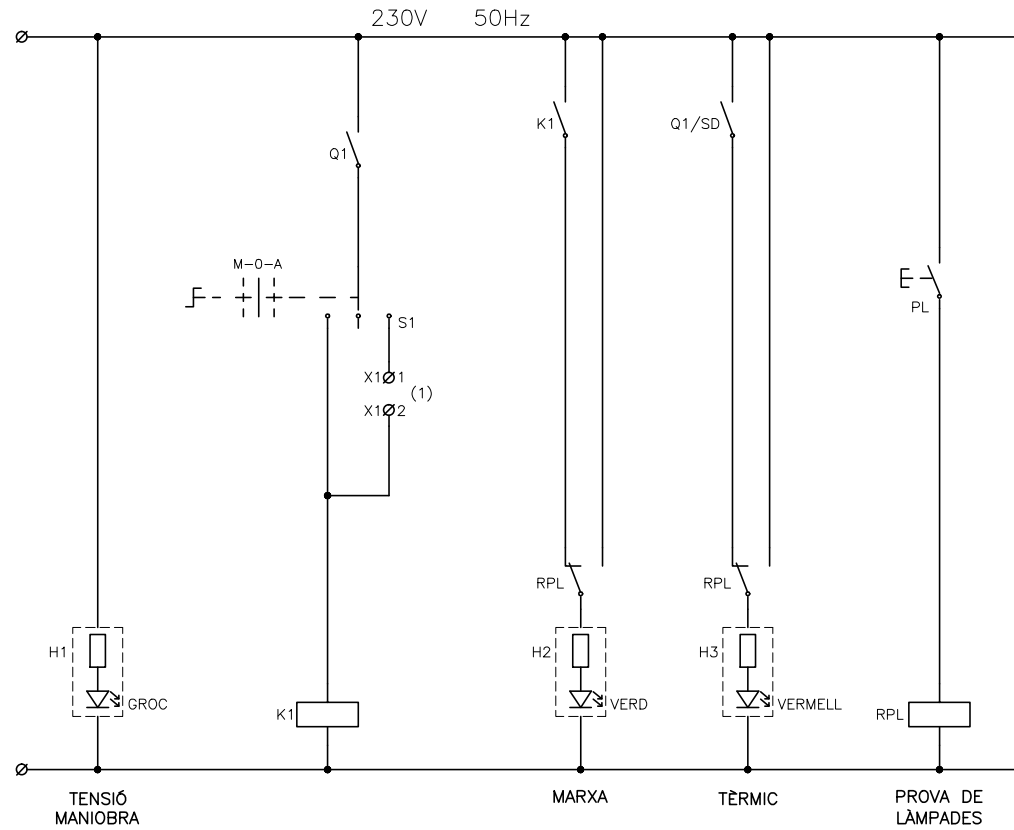 230V 50Hz
K1
Q1/SD
Q1
M-O-A
PL
S1
X1 1
(1)
X1 2
RPL
RPL
H1
H2
H3
GROC
VERD
VERMELL
K1
RPL
TENSIÓ
MANIOBRA
MARXA
TÈRMIC
PROVA DE
LÀMPADES